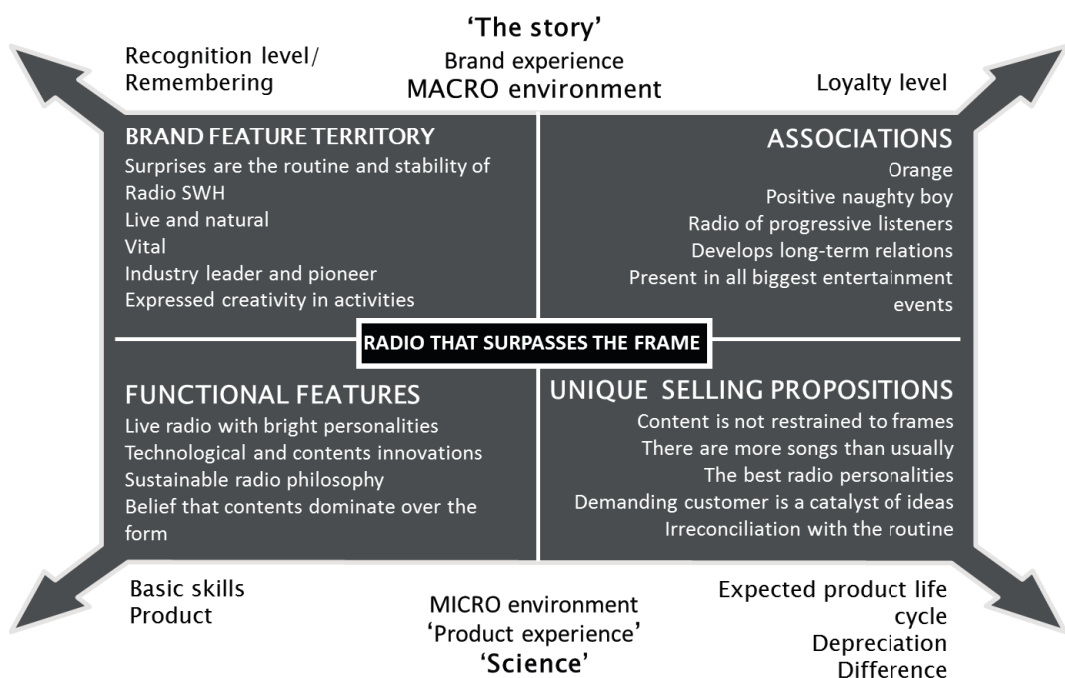 ‘The story’
Brand experience
MACRO environment
Recognition level/
Remembering
Loyalty level
BRAND FEATURE TERRITORY
Surprises are the routine and stability of
Radio SWH
Live and natural
Vital
Industry leader and pioneer
Expressed creativity in activities
ASSOCIATIONS
Orange
Positive naughty boy
Radio of progressive listeners
Develops long-term relations
Present in all biggest entertainment
events
RADIO THAT SURPASSES THE FRAME
FUNCTIONAL FEATURES
Live radio with bright personalities
Technological and contents innovations
Sustainable radio philosophy
Belief that contents dominate over the
form
UNIQUE SELLING PROPOSITIONS
Content is not restrained to frames
There are more songs than usually
The best radio personalities
Demanding customer is a catalyst of ideas
Irreconciliation with the routine
Basic skills
Product
MICRO environment
‘Product experience’
‘Science’
Expected product life
cycle
Depreciation
Difference